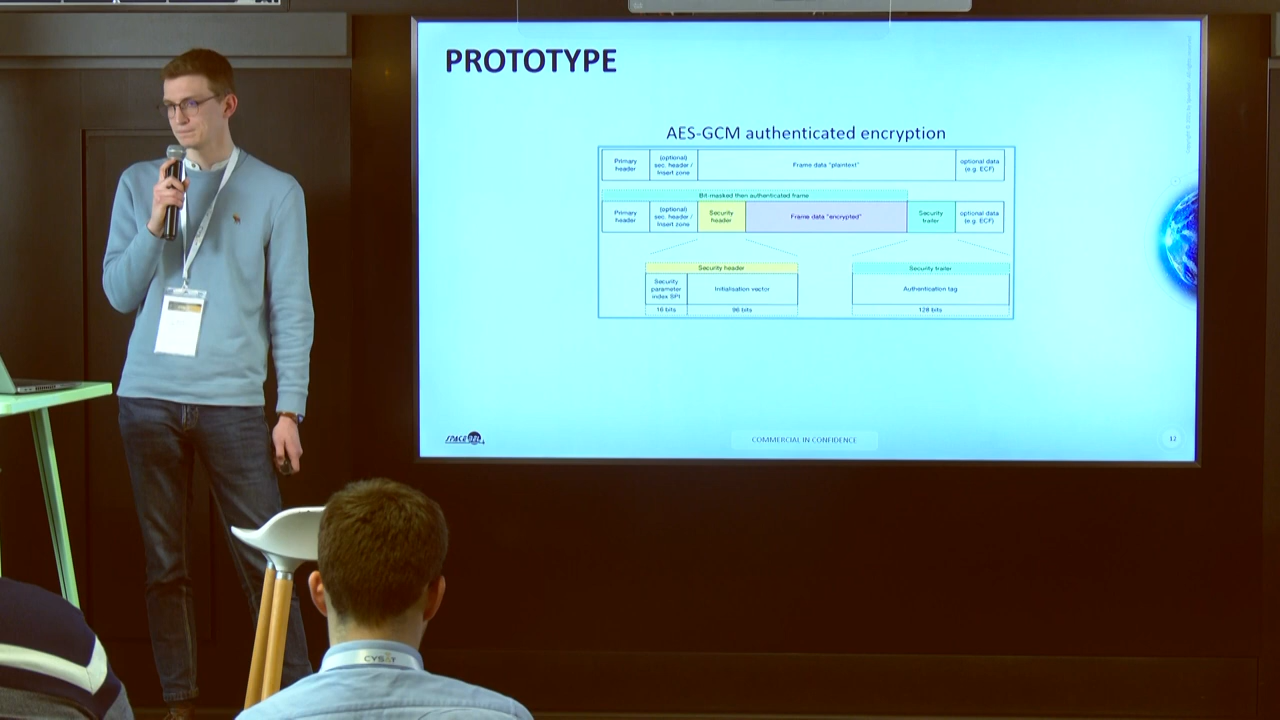 PROTOTYPE
AES-GCM authenticated encryption
Primary header
(optional) sec. header / Insert zone
Frame data "plaintext"
optional data (e.g. ECF)
Bit-masked then authenticated frame
Primary header
(optional) sec. header / Insert zone
Security header
Frame data "encrypted"
Security trailer
optional data (e.g. ECF)
Security header
Security trailer
Security parameter index SPI
Initialisation vector
Authentication tag
16 bits
96 bits
128 bits
SPACEBEL
COMMERCIAL IN CONFIDENCE
12
CYSAT